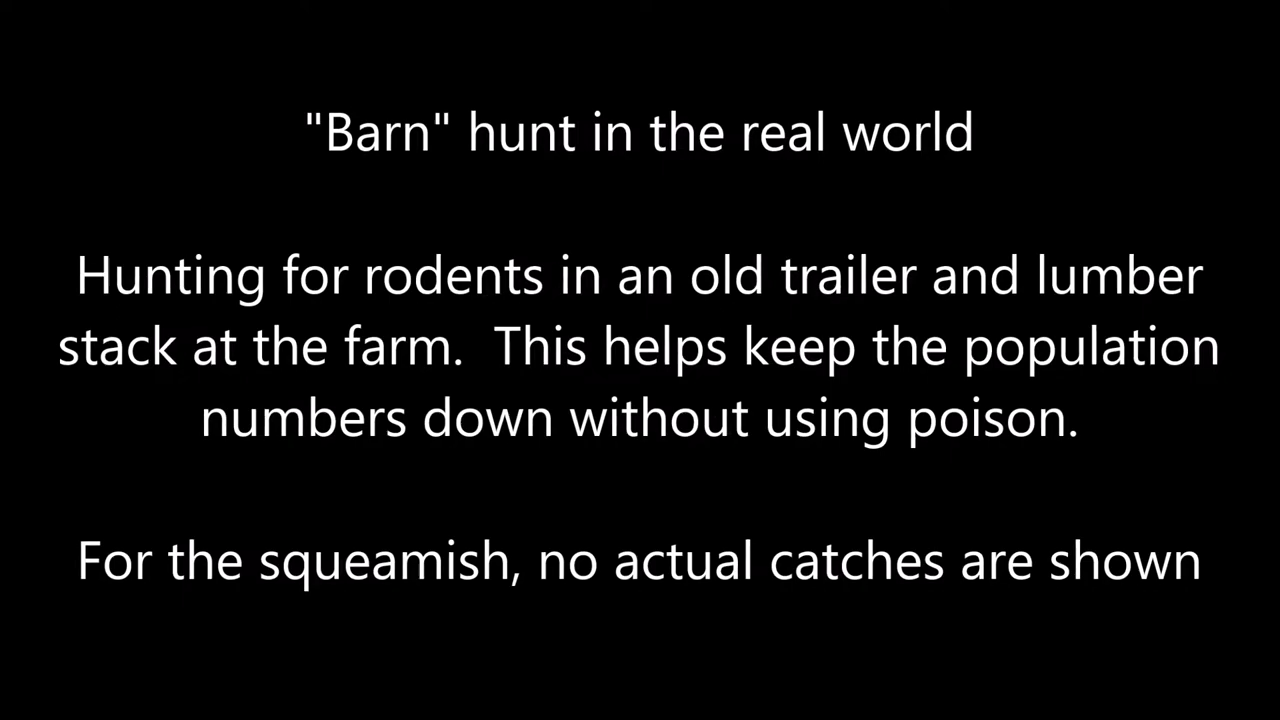 "Barn" hunt in the real world
Hunting for rodents in an old trailer and lumber
stack at the farm.  This helps keep the population
numbers down without using poison.
For the squeamish, no actual catches are shown